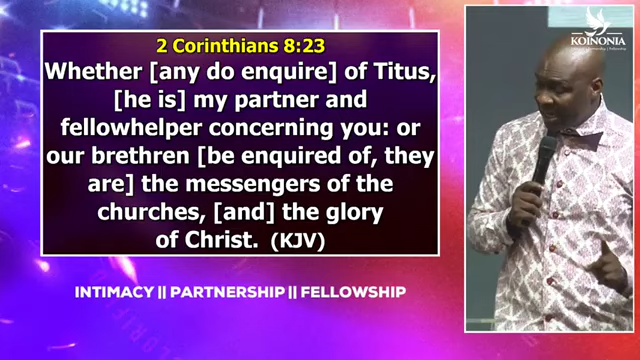 2 Corinthians 8:23
Whether [any do enquire] of Titus,
[he is] my partner and
fellowhelper concerning you: or
our brethren [be enquired of, they
are] the messengers of the
churches, [and] the glory
of Christ. (KJV)
INTIMACY || PARTNERSHIP || FELLOWSHIP
KOINONIA